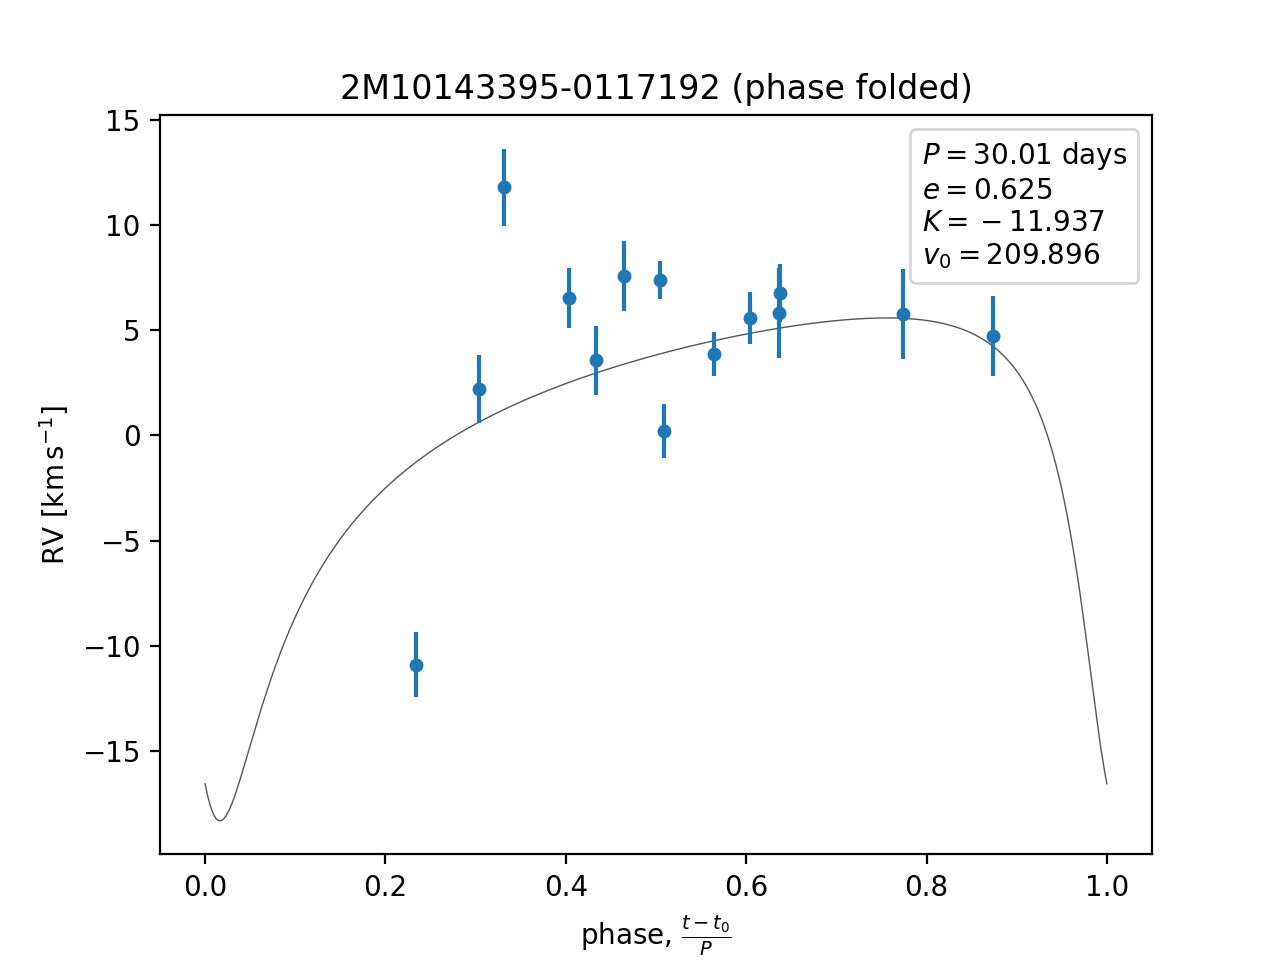 2M10143395-0117192 (phase folded)
P = 30.01 days
e = 0.625
K = −11.937
v₀ = 209.896
RV [km s⁻¹]
15
10
5
0
−5
−10
−15
0.0 0.2 0.4 0.6 0.8 1.0
phase, (t − t₀)/P